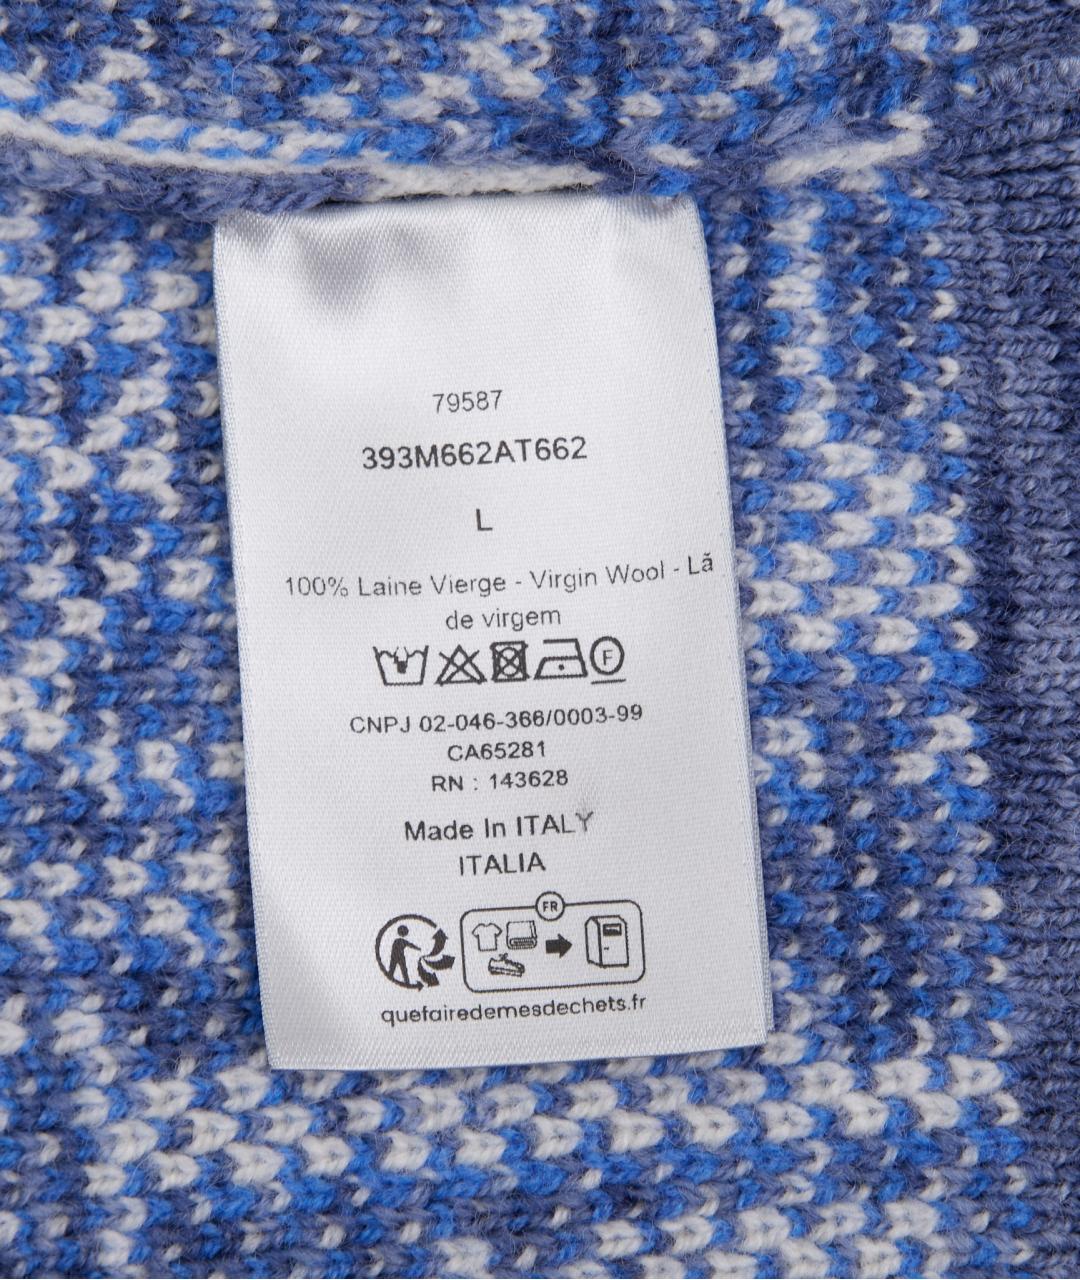 79587
393M662AT662
L
100% Laine Vierge - Virgin Wool - Lă
de virgem
F
CNPJ 02-046-366/0003-99
CA65281
RN : 143628
Made In ITALY
ITALIA
FR
quefairedemesdechets.fr